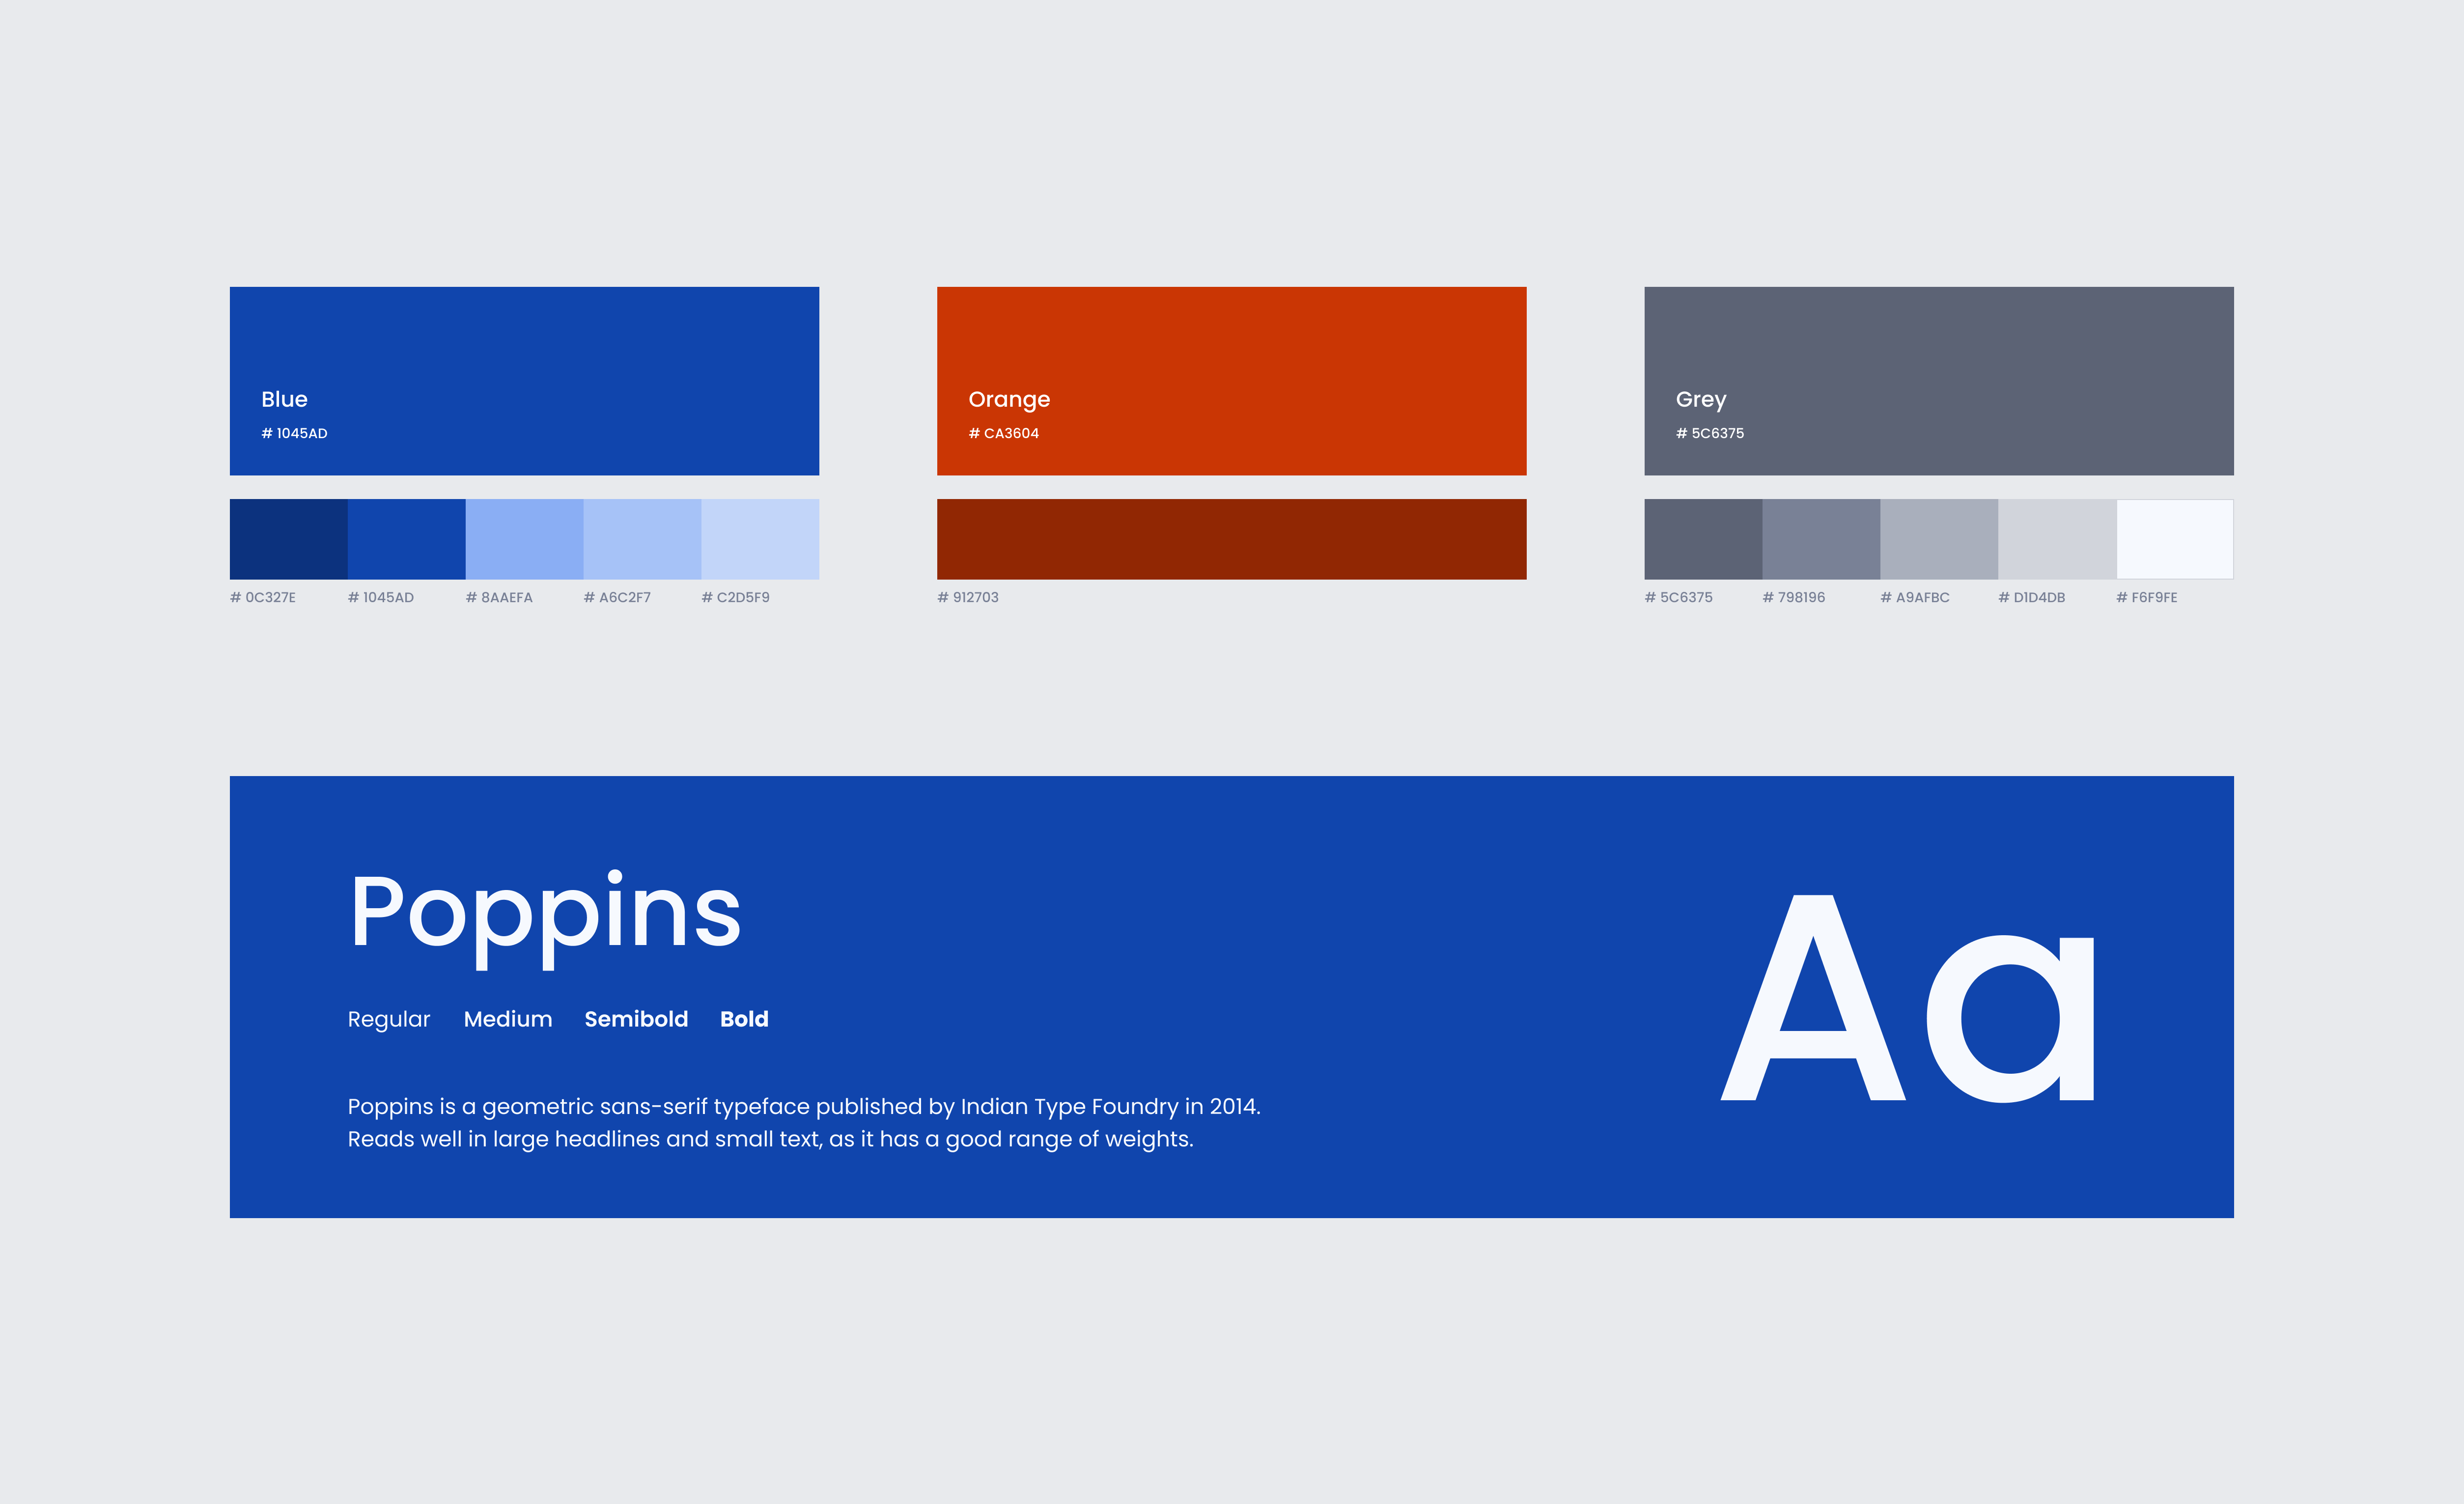 Blue
# 1045AD
# 0C327E
# 1045AD
# 8AAEFA
# A6C2F7
# C2D5F9
Orange
# CA3604
# 912703
Grey
# 5C6375
# 5C6375
# 798196
# A9AFBC
# D1D4DB
# F6F9FE
Poppins
Regular Medium Semibold Bold
Poppins is a geometric sans-serif typeface published by Indian Type Foundry in 2014.
Reads well in large headlines and small text, as it has a good range of weights.
Aa